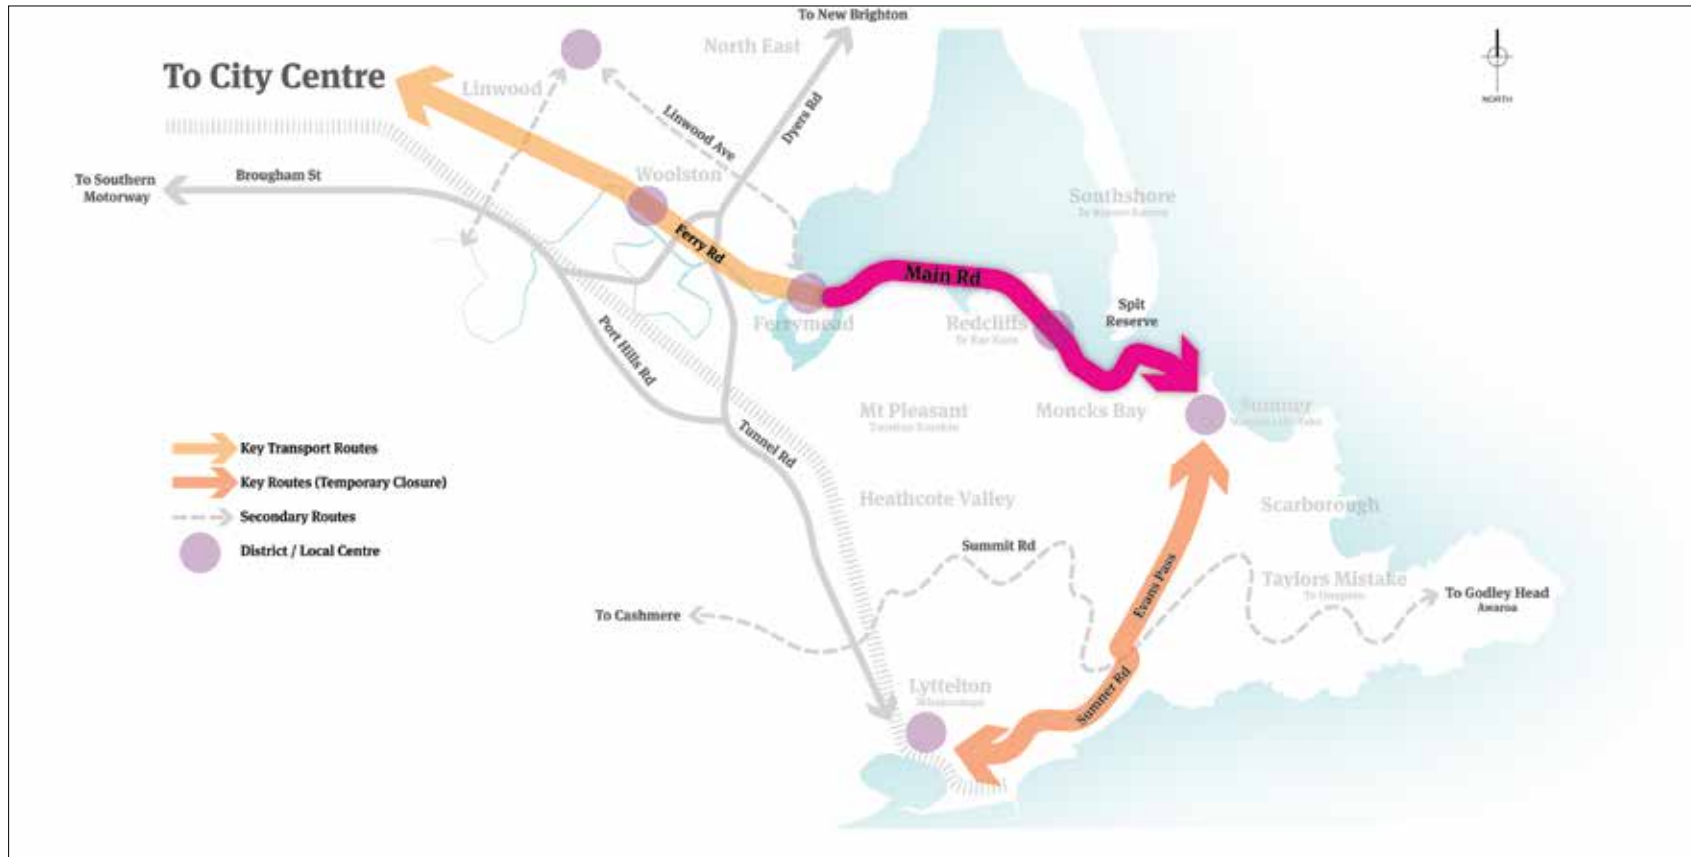 To New Brighton
North East
To City Centre
Linwood
Linwood Ave
Dyers Rd
NORTH
To Southern
Motorway
Brougham St
Woolston
Southshore
Ferry Rd
Main Rd
Spit
Reserve
Ferrymead
Redcliffs
To Rae Kura
Port Hills Rd
Mt Pleasant
Moncks Bay
Sumner
Tunnel Rd
Key Transport Routes
Key Routes (Temporary Closure)
Secondary Routes
District / Local Centre
Heathcote Valley
Scarborough
Summit Rd
Evans Pass
Taylors Mistake
To Cashmere
To Godley Head
Awaroa
Lyttelton
Sumner Rd